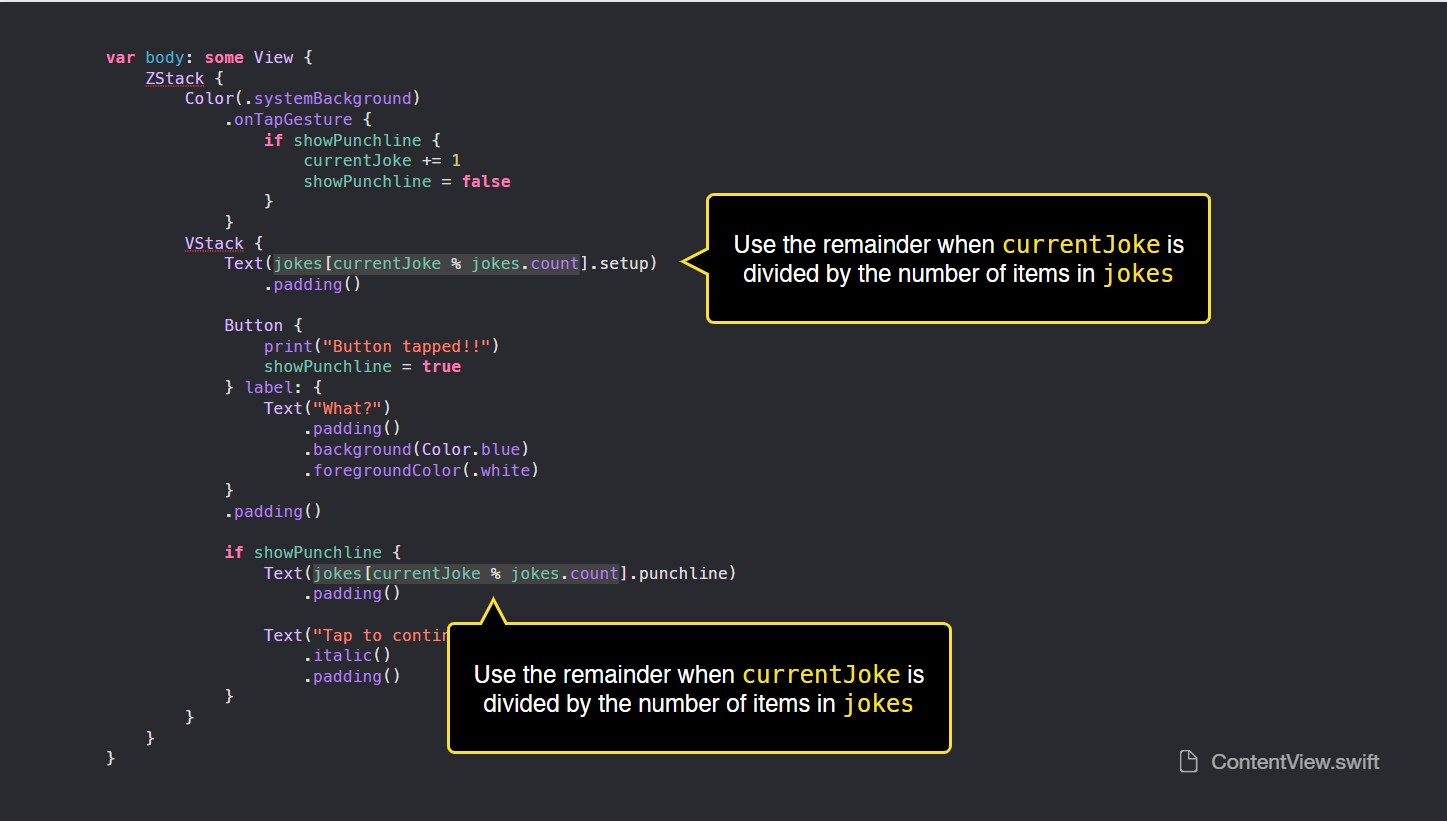 var body: some View {
ZStack {
Color(.systemBackground)
.onTapGesture {
if showPunchline {
currentJoke += 1
showPunchline = false
}
}
VStack {
Text(jokes[currentJoke % jokes.count].setup)
.padding()
Use the remainder when currentJoke is
divided by the number of items in jokes
Button {
print("Button tapped!!")
showPunchline = true
} label: {
Text("What?")
.padding()
.background(Color.blue)
.foregroundColor(.white)
}
.padding()
if showPunchline {
Text(jokes[currentJoke % jokes.count].punchline)
.padding()
Text("Tap to
.italic()
.padding()
}
}
}
}
Use the remainder when currentJoke is
divided by the number of items in jokes
ContentView.swift